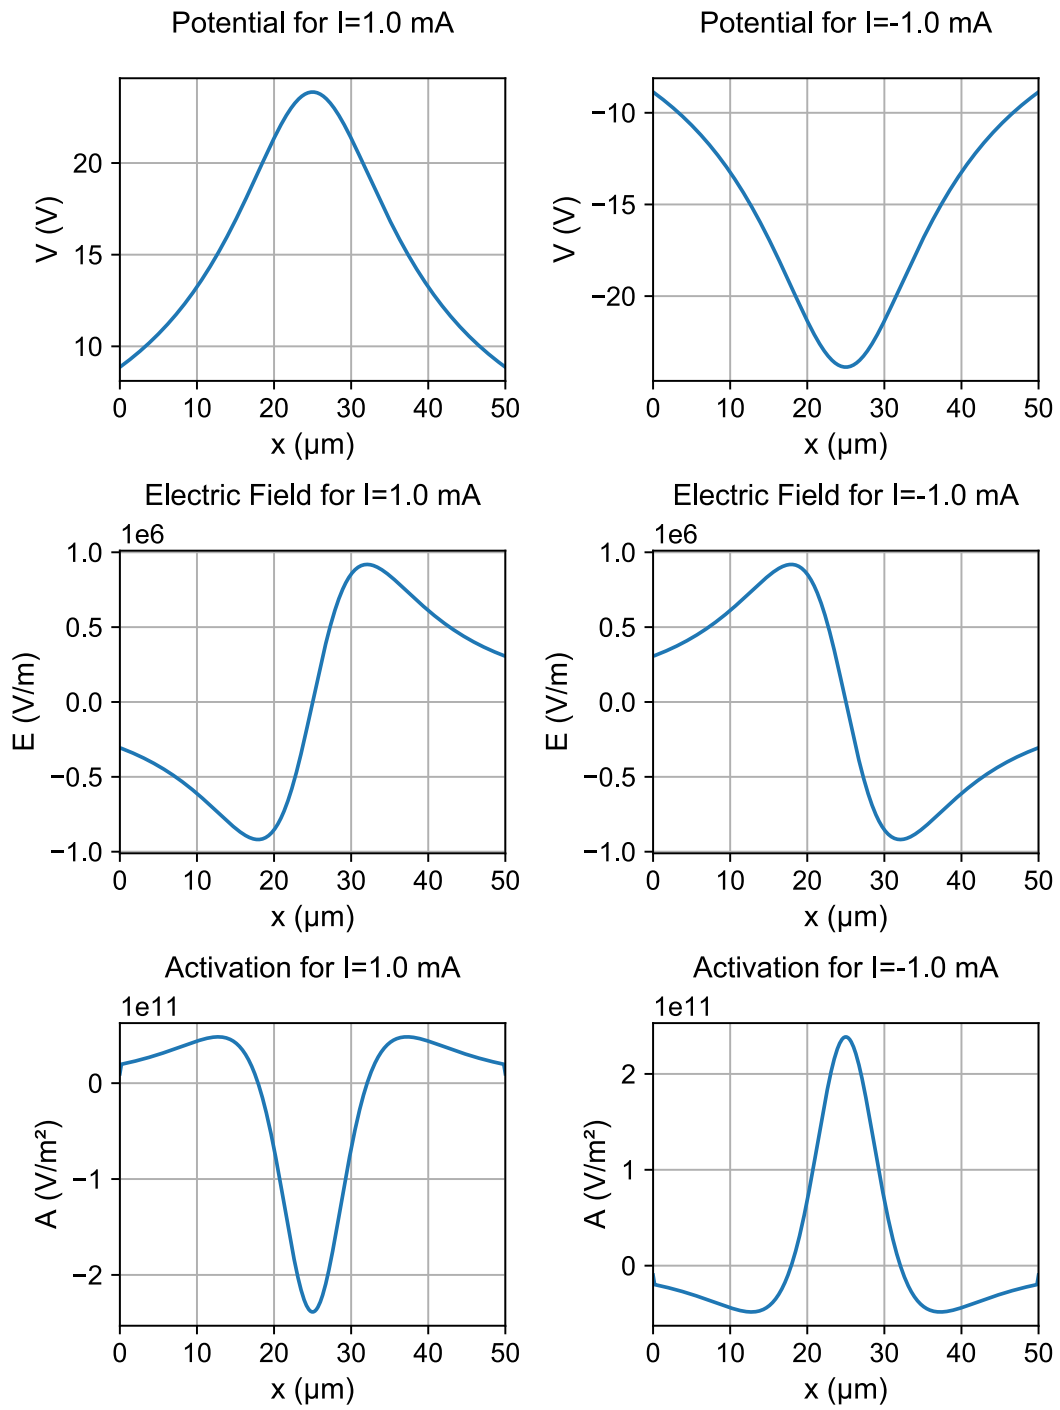 Potential for I=1.0 mA
Potential for I=-1.0 mA
V (V)
20
15
10
0 10 20 30 40 50
x (µm)
V (V)
−10
−15
−20
0 10 20 30 40 50
x (µm)
Electric Field for I=1.0 mA
Electric Field for I=-1.0 mA
1e6
E (V/m)
1.0
0.5
0.0
−0.5
−1.0
0 10 20 30 40 50
x (µm)
1e6
E (V/m)
1.0
0.5
0.0
−0.5
−1.0
0 10 20 30 40 50
x (µm)
Activation for I=1.0 mA
Activation for I=-1.0 mA
1e11
A (V/m²)
0
−1
−2
0 10 20 30 40 50
x (µm)
1e11
A (V/m²)
2
1
0
0 10 20 30 40 50
x (µm)